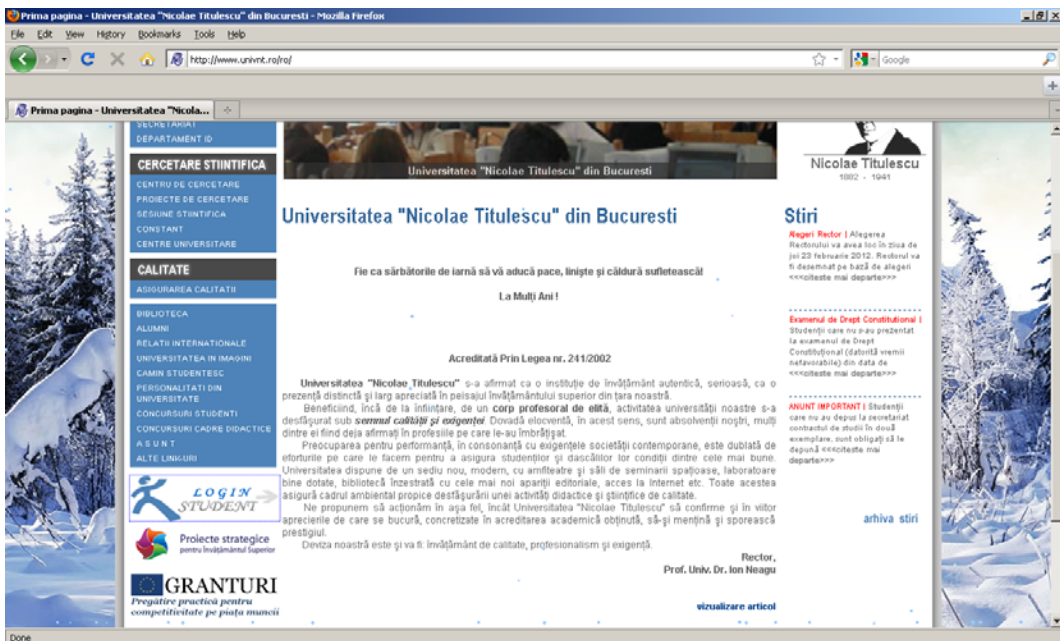 Prima pagina - Universitatea "Nicolae Titulescu" din Bucuresti - Mozilla Firefox
File Edit View History Bookmarks Tools Help
http://www.univnt.ro/ro/
Google
Prima pagina - Universitatea "Nicola...
SECRETARIAT
DEPARTAMENT ID
CERCETARE STIINTIFICA
CENTRU DE CERCETARE
PROIECTE DE CERCETARE
SESIUNE STIINTIFICA
CONSTANT
CENTRE UNIVERSITARE
CALITATE
ASIGURAREA CALITATII
BIBLIOTECA
ALUMNI
RELATII INTERNATIONALE
UNIVERSITATEA IN IMAGINI
CAMIN STUDENTESC
PERSONALITATI DIN
UNIVERSITATE
CONCURSURI STUDENTI
CONCURSURI CADRE DIDACTICE
A S U N T
ALTE LINK-URI
LOGIN
STUDENT
Proiecte strategice
pentru Învăţământul Superior
GRANTURI
Pregătire practică pentru
competitivitate pe piaţa muncii
Universitatea "Nicolae Titulescu" din Bucuresti
Universitatea "Nicolae Titulescu" din Bucuresti
Fie ca sărbătorile de iarnă să vă aducă pace, linişte şi căldură sufletească!
La Mulţi Ani !
Acreditată Prin Legea nr. 241/2002
Universitatea "Nicolae Titulescu" s-a afirmat ca o instituţie de învăţământ autentică, serioasă, ca o
prezenţă distinctă şi larg apreciată în peisajul învăţământului superior din ţara noastră.
Beneficiind, încă de la înfiinţare, de un corp profesoral de elită, activitatea universităţii noastre s-a
desfăşurat sub semnul calităţii şi exigenţei. Dovadă elocventă, în acest sens, sunt absolvenţii noştri, mulţi
dintre ei fiind deja afirmaţi în profesiile pe care le-au îmbrăţişat.
Preocuparea pentru performanţă, în consonanţă cu exigenţele societăţii contemporane, este dublată de
eforturile pe care le facem pentru a asigura studenţilor şi dascălilor lor condiţii dintre cele mai bune.
Universitatea dispune de un sediu nou, modern, cu amfiteatre şi săli de seminarii spaţioase, laboratoare
bine dotate, bibliotecă înzestrată cu cele mai noi apariţii editoriale, acces la Internet etc. Toate acestea
asigură cadrul ambiental propice desfăşurării unei activităţi didactice şi ştiinţifice de calitate.
Ne propunem să acţionăm în aşa fel, încât Universitatea "Nicolae Titulescu" să confirme şi în viitor
aprecierile de care se bucură, concretizate în acreditarea academică obţinută, să-şi menţină şi sporească
prestigiul.
Deviza noastră este şi va fi: învăţământ de calitate, profesionalism şi exigenţă.
Rector,
Prof. Univ. Dr. Ion Neagu
vizualizare articol
Nicolae Titulescu
1882 - 1941
Stiri
Alegeri Rector | Alegerea
Rectorului va avea loc în ziua de
joi 23 februarie 2012. Rectorul va
fi desemnat pe bază de alegeri
<<<citeste mai departe>>>
Examenul de Drept Constitutional |
Studenţii care nu s-au prezentat
la examenul de Drept
Constituţional (datorită vremii
nefavorabile) din data de
<<<citeste mai departe>>>
ANUNT IMPORTANT | Studenţii
care nu au depus la secretariat
contractul de studii în două
exemplare, sunt obligaţi să le
depună <<<citeste mai
departe>>>
arhiva stiri
Done